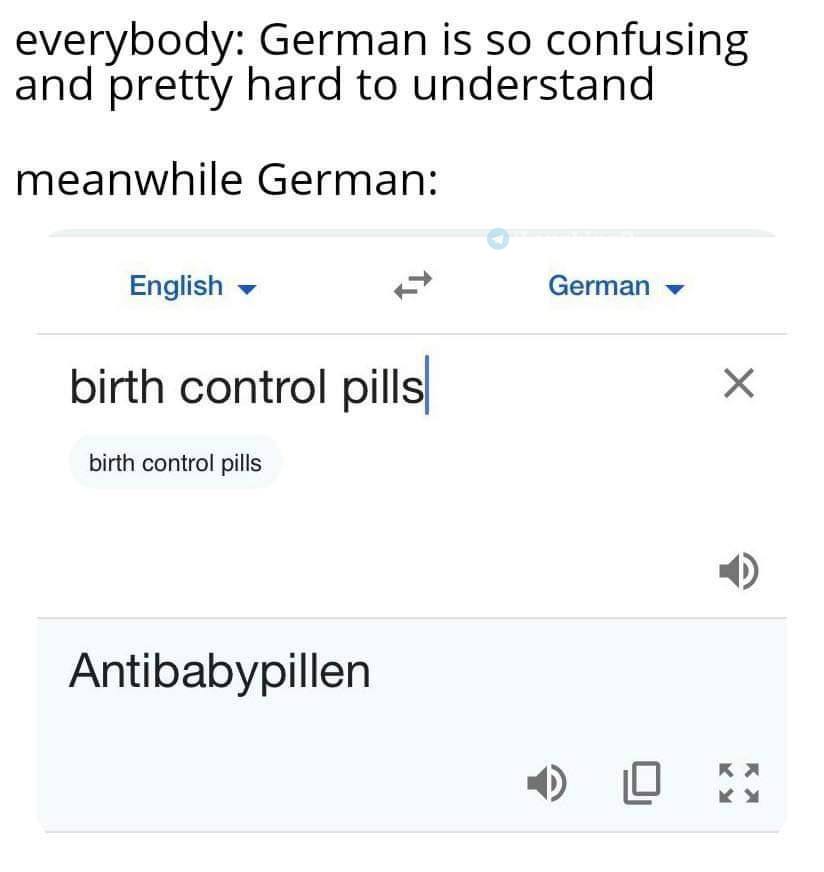 everybody: German is so confusing
and pretty hard to understand
meanwhile German:
English German
birth control pills
birth control pills
Antibabypillen